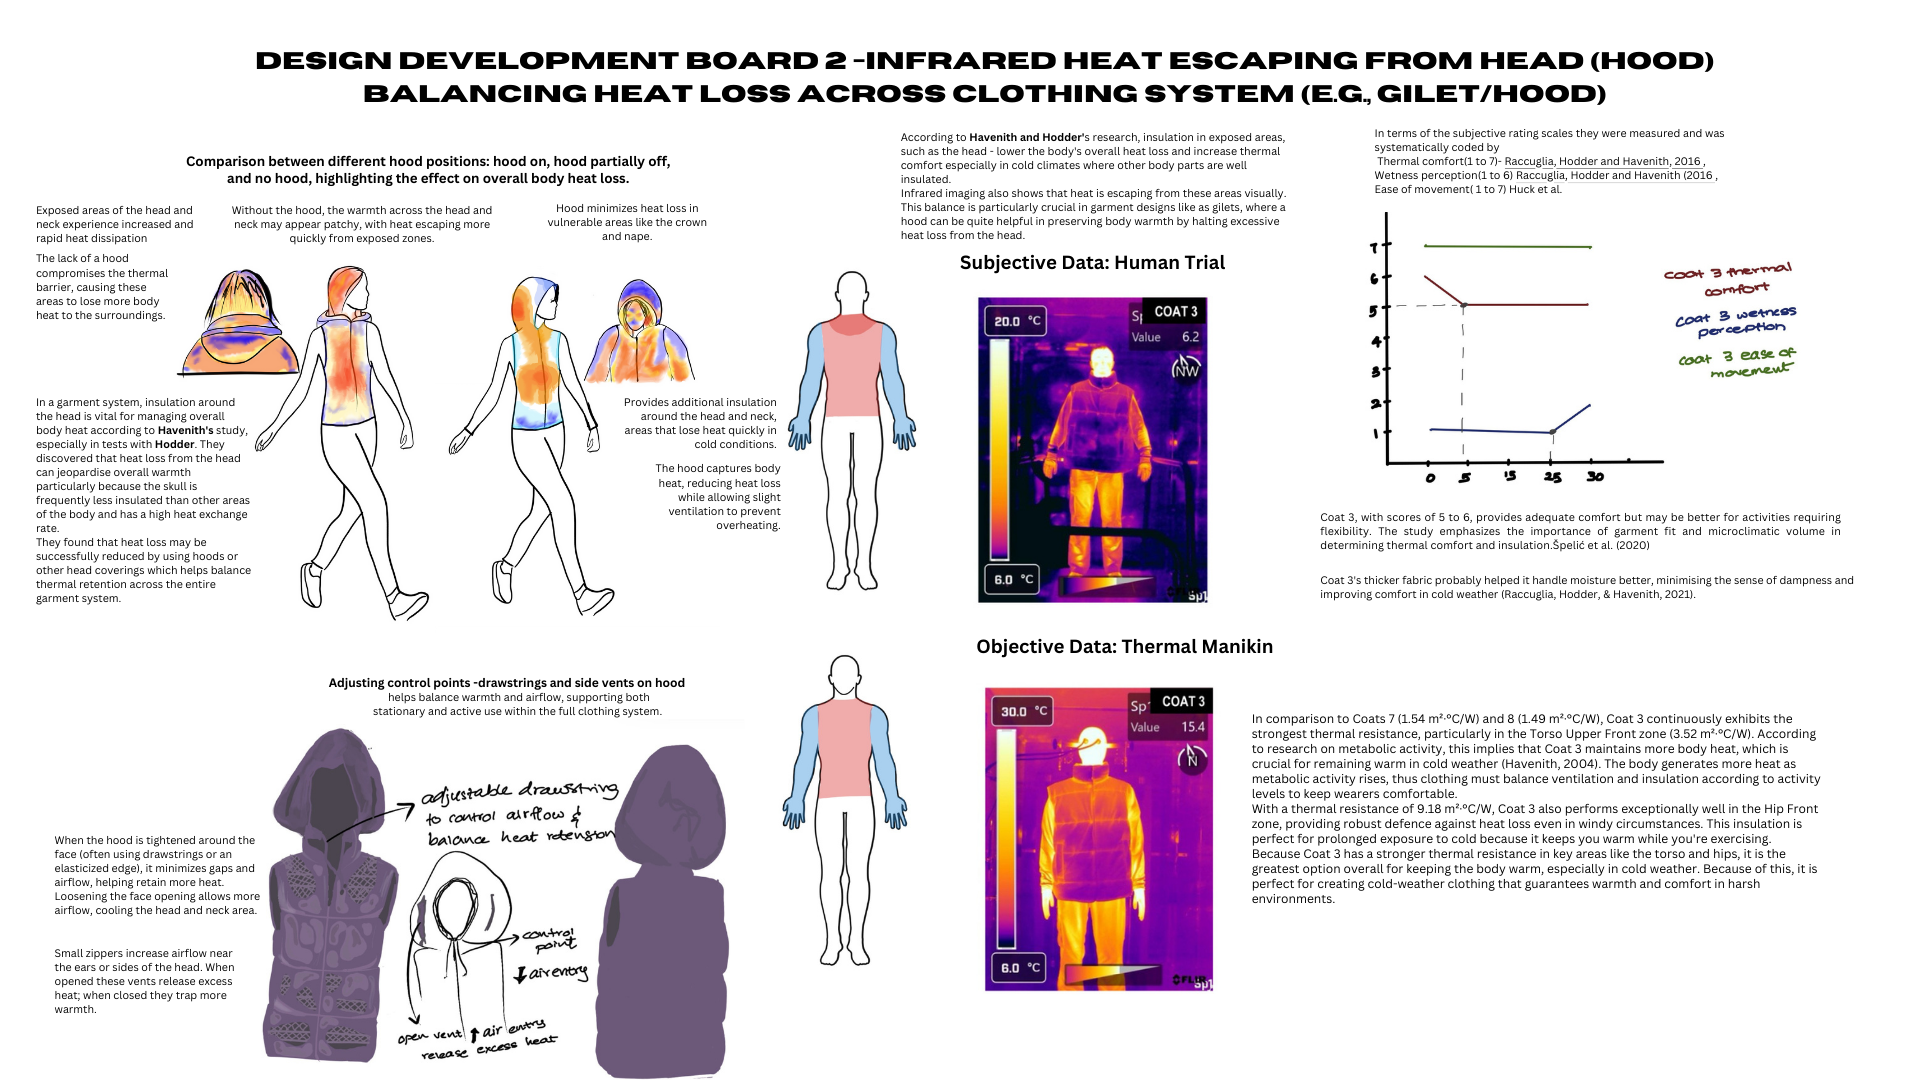 DESIGN DEVELOPMENT BOARD 2 -INFRARED HEAT ESCAPING FROM HEAD (HOOD)
BALANCING HEAT LOSS ACROSS CLOTHING SYSTEM (E.G., GILET/HOOD)
Comparison between different hood positions: hood on, hood partially off,
and no hood, highlighting the effect on overall body heat loss.
Exposed areas of the head and
neck experience increased and
rapid heat dissipation
The lack of a hood
compromises the thermal
barrier, causing these
areas to lose more body
heat to the surroundings.
Without the hood, the warmth across the head and
neck may appear patchy, with heat escaping more
quickly from exposed zones.
Hood minimizes heat loss in
vulnerable areas like the crown
and nape.
In a garment system, insulation around
the head is vital for managing overall
body heat according to Havenith's study,
especially in tests with Hodder. They
discovered that heat loss from the head
can jeopardise overall warmth
particularly because the skull is
frequently less insulated than other areas
of the body and has a high heat exchange
rate.
They found that heat loss may be
successfully reduced by using hoods or
other head coverings which helps balance
thermal retention across the entire
garment system.
Provides additional insulation
around the head and neck,
areas that lose heat quickly in
cold conditions.
The hood captures body
heat, reducing heat loss
while allowing slight
ventilation to prevent
overheating.
According to Havenith and Hodder's research, insulation in exposed areas,
such as the head - lower the body's overall heat loss and increase thermal
comfort especially in cold climates where other body parts are well
insulated.
Infrared imaging also shows that heat is escaping from these areas visually.
This balance is particularly crucial in garment designs like as gilets, where a
hood can be quite helpful in preserving body warmth by halting excessive
heat loss from the head.
Subjective Data: Human Trial
20.0 °C
COAT 3
Value 6.2
NW
6.0 °C
Sp1
In terms of the subjective rating scales they were measured and was
systematically coded by
Thermal comfort(1 to 7)- Raccuglia, Hodder and Havenith, 2016 ,
Wetness perception(1 to 6) Raccuglia, Hodder and Havenith (2016 ,
Ease of movement( 1 to 7) Huck et al.
7
6
5
4
3
2
1
0 5 15 25 30
coat 3 thermal
comfort
coat 3 wetness
perception
coat 3 ease of
movement
Coat 3, with scores of 5 to 6, provides adequate comfort but may be better for activities requiring
flexibility. The study emphasizes the importance of garment fit and microclimatic volume in
determining thermal comfort and insulation.Špelić et al. (2020)
Coat 3's thicker fabric probably helped it handle moisture better, minimising the sense of dampness and
improving comfort in cold weather (Raccuglia, Hodder, & Havenith, 2021).
Adjusting control points -drawstrings and side vents on hood
helps balance warmth and airflow, supporting both
stationary and active use within the full clothing system.
adjustable drawstring
to control airflow &
balance heat retension
When the hood is tightened around the
face (often using drawstrings or an
elasticized edge), it minimizes gaps and
airflow, helping retain more heat.
Loosening the face opening allows more
airflow, cooling the head and neck area.
Small zippers increase airflow near
the ears or sides of the head. When
opened these vents release excess
heat; when closed they trap more
warmth.
control
point
↓ air entry
open vent ↑ air entry
release excess heat
Objective Data: Thermal Manikin
30.0 °C
COAT 3
Sp
Value 15.4
N
6.0 °C
FLIR
Sp1
In comparison to Coats 7 (1.54 m²·°C/W) and 8 (1.49 m²·°C/W), Coat 3 continuously exhibits the
strongest thermal resistance, particularly in the Torso Upper Front zone (3.52 m²·°C/W). According
to research on metabolic activity, this implies that Coat 3 maintains more body heat, which is
crucial for remaining warm in cold weather (Havenith, 2004). The body generates more heat as
metabolic activity rises, thus clothing must balance ventilation and insulation according to activity
levels to keep wearers comfortable.
With a thermal resistance of 9.18 m²·°C/W, Coat 3 also performs exceptionally well in the Hip Front
zone, providing robust defence against heat loss even in windy circumstances. This insulation is
perfect for prolonged exposure to cold because it keeps you warm while you're exercising.
Because Coat 3 has a stronger thermal resistance in key areas like the torso and hips, it is the
greatest option overall for keeping the body warm, especially in cold weather. Because of this, it is
perfect for creating cold-weather clothing that guarantees warmth and comfort in harsh
environments.